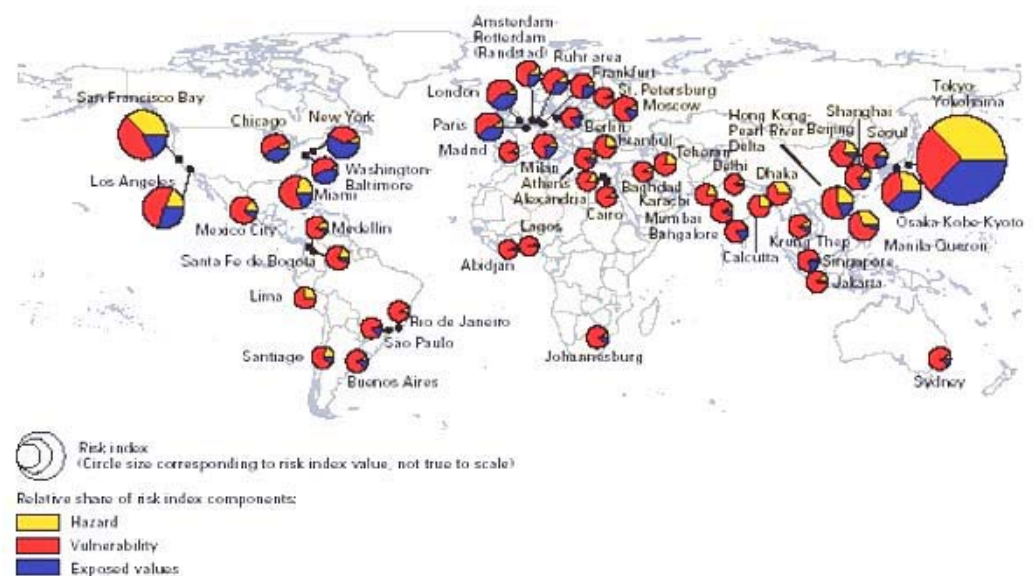 Amsterdam-
Rotterdam
(Randstad)
Ruhr area
Frankfurt
St. Petersburg
Moscow
London
Paris
Berlin
Istanbul
Madrid
Milan
Athens
Alexandria
Cairo
Teheran
Baghdad
Karachi
Delhi
Mumbai
Bangalore
Dhaka
Calcutta
Hong Kong-
Pearl River
Delta
Beijing
Shanghai
Seoul
Tokyo-
Yokohama
Osaka-Kobe-Kyoto
Manila-Quezon
Krung Thep
Singapore
Jakarta
San Francisco Bay
Chicago
New York
Washington-
Baltimore
Los Angeles
Miami
Mexico City
Medellin
Santa Fe de Bogota
Lagos
Abidjan
Lima
Rio de Janeiro
Sao Paulo
Santiago
Buenos Aires
Johannesburg
Sydney
Risk index
(Circle size corresponding to risk index value, not true to scale)
Relative share of risk index components:
Hazard
Vulnerability
Exposed values